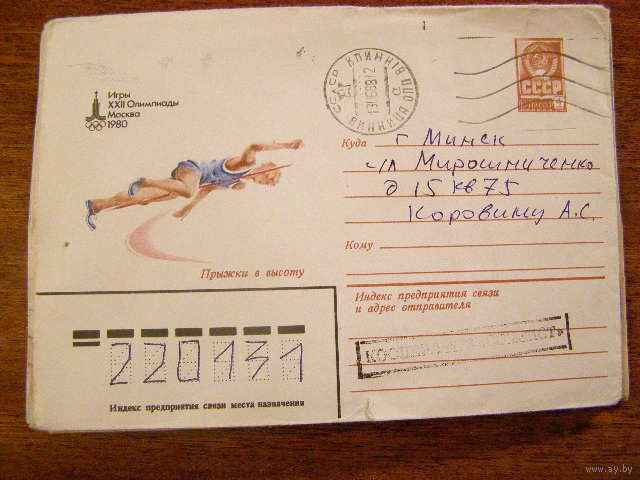 Игры
XXII Олимпиады
Москва
1980
Прыжки в высоту
СССР
Куда г Минск
ул Мирошниченко
д 15 кв 75
Коровину А.С.
Кому
Индекс предприятия связи
и адрес отправителя
220131
Индекс предприятия связи места назначения
www.ay.by